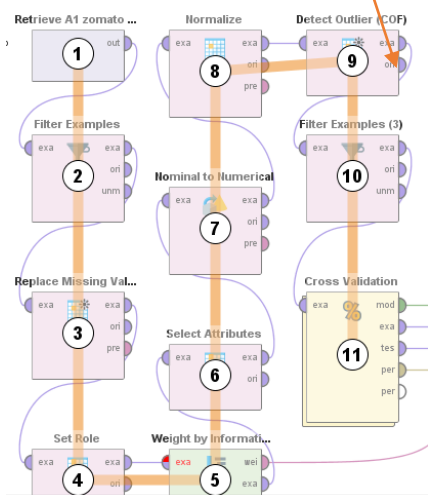 Retrieve A1 zomato ...
out
1
Filter Examples
exa
exa
ori
unm
2
Replace Missing Val...
exa
exa
ori
pre
3
Set Role
exa
exa
ori
4
Weight by Informati...
exa
wei
exa
5
Select Attributes
exa
exa
ori
6
Nominal to Numerical
exa
exa
ori
pre
7
Normalize
exa
exa
ori
pre
8
Detect Outlier (COF)
exa
exa
ori
9
Filter Examples (3)
exa
exa
ori
unm
10
Cross Validation
exa
%
mod
exa
tes
per
per
11